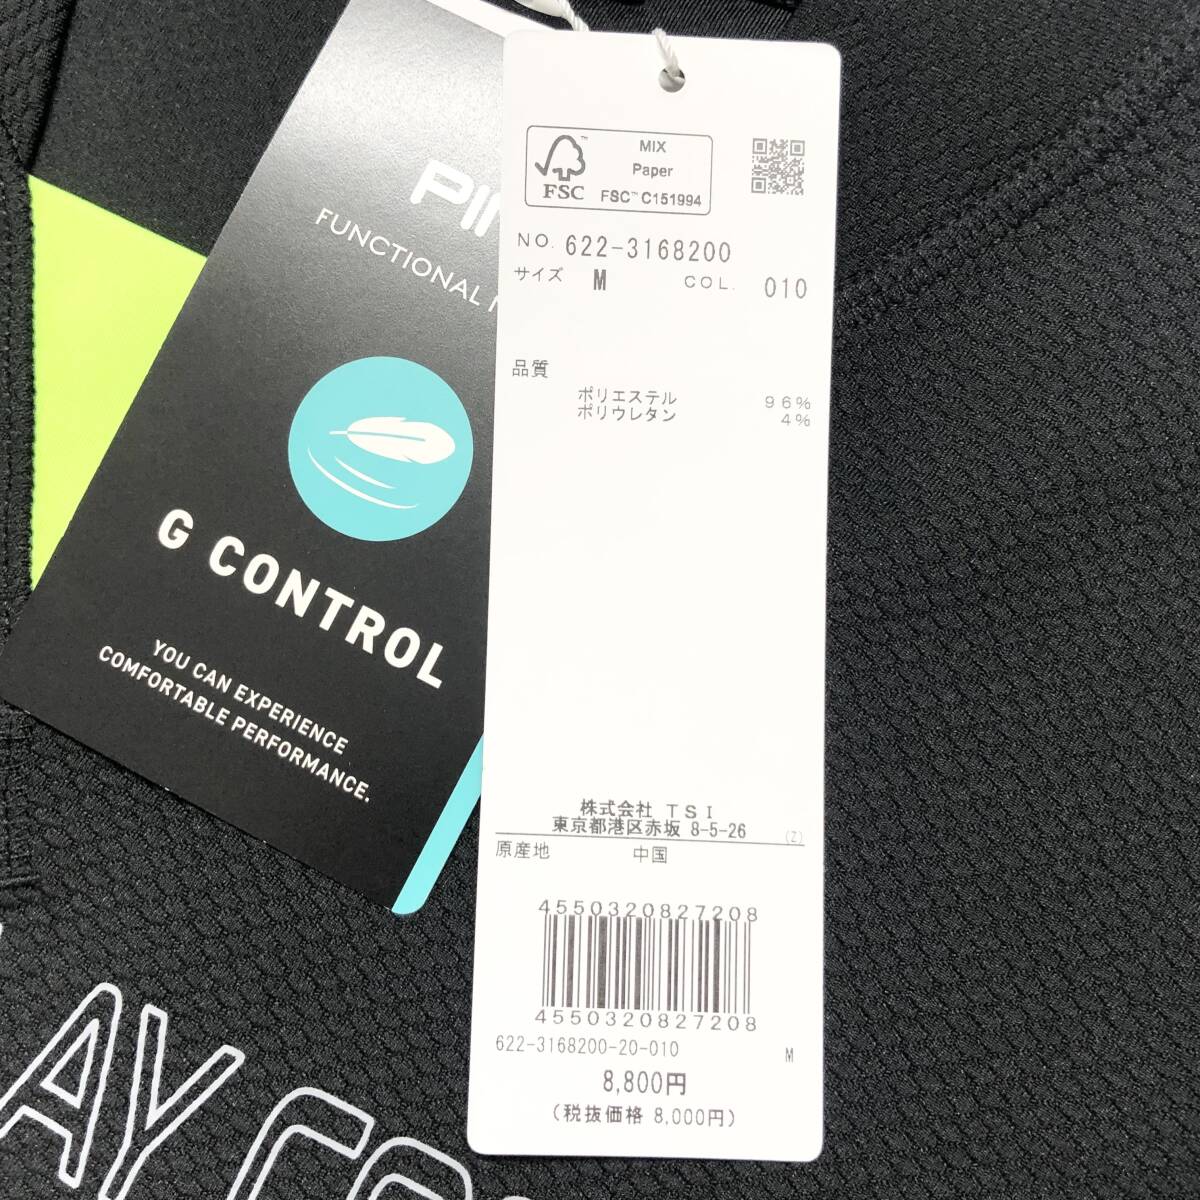 FUNCTIONAL
G CONTROL
YOU CAN EXPERIENCE
COMFORTABLE PERFORMANCE.
FSC
MIX
Paper
FSC™ C151994
NO. 622-3168200
サイズ M COL. 010
品質
ポリエステル 96%
ポリウレタン 4%
株式会社 TSI
東京都港区赤坂 8-5-26 (Z)
原産地 中国
4550320827208
4550320827208
622-3168200-20-010 M
8,800円
(税抜価格 8,000円)
AY